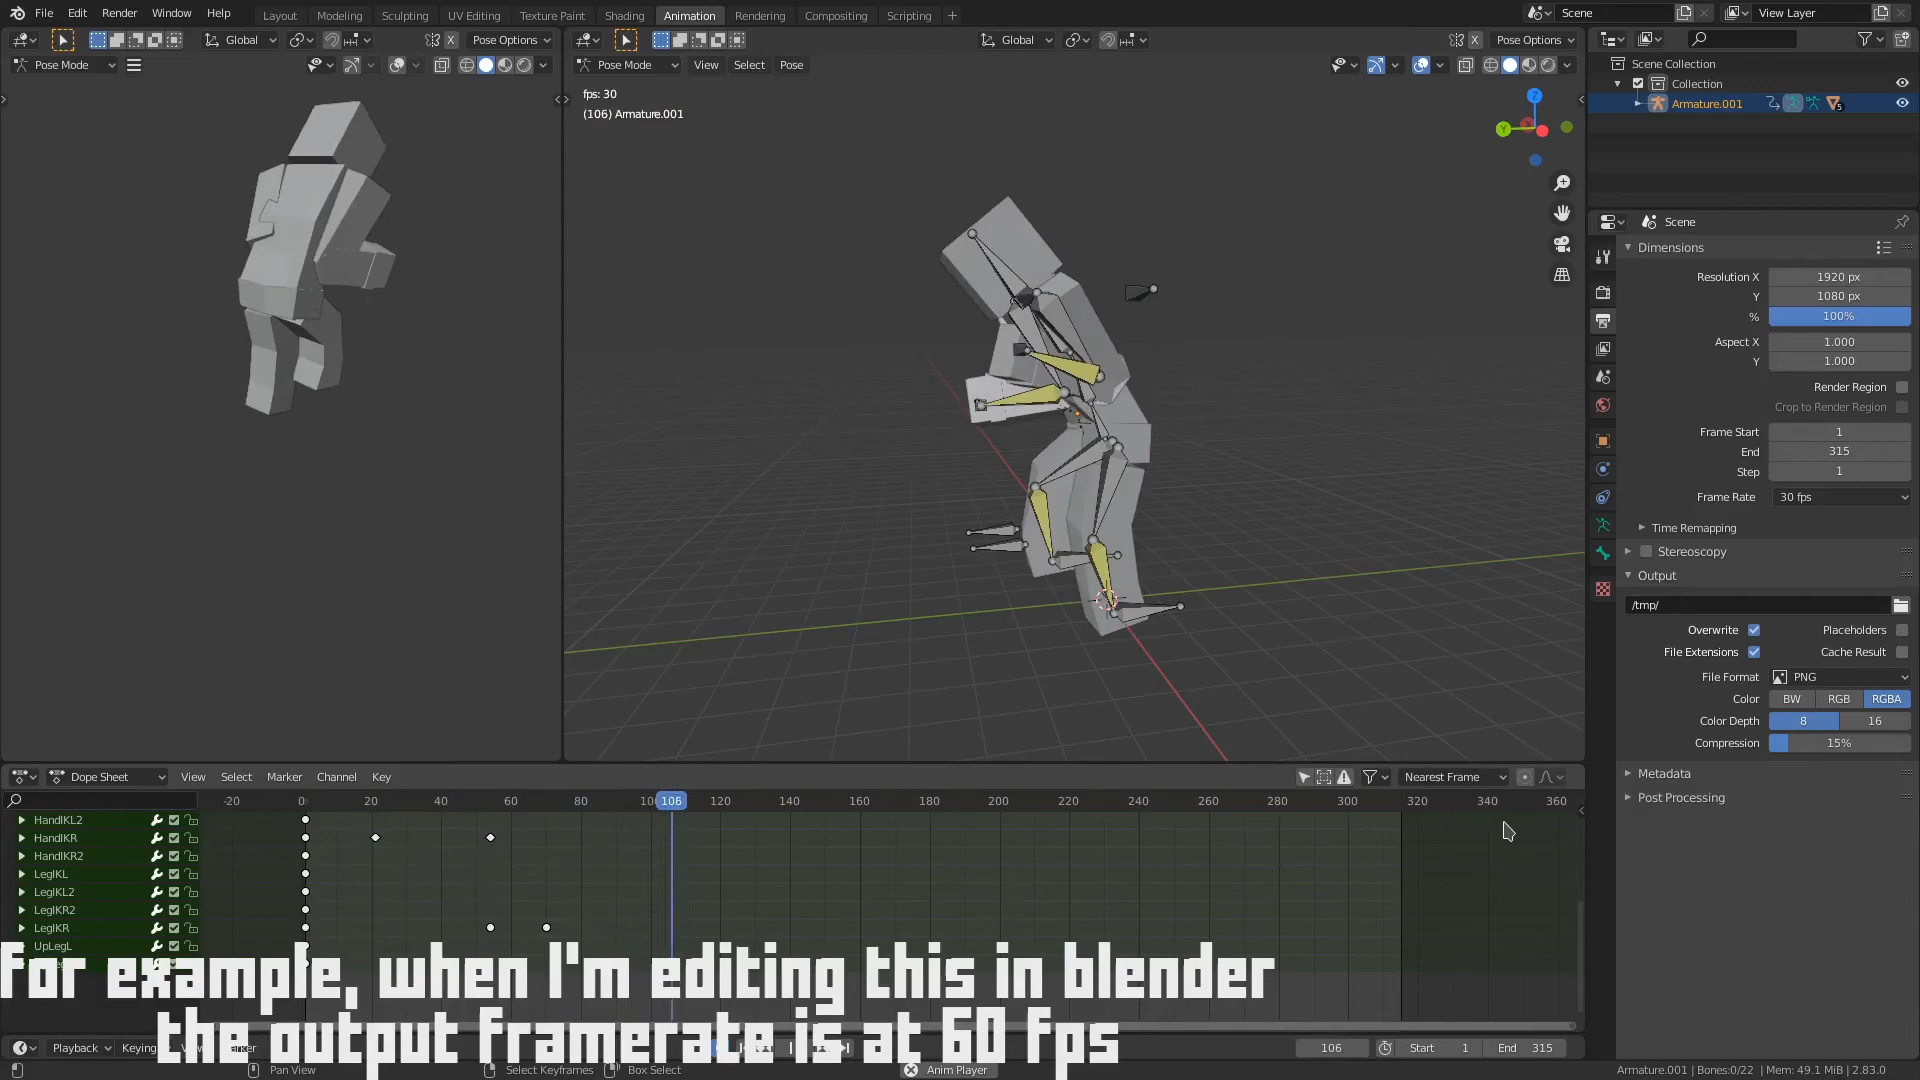 File Edit Render Window Help
Layout Modeling Sculpting UV Editing Texture Paint Shading Animation Rendering Compositing Scripting +
Scene
View Layer
Global
X
Pose Options
Global
X
Pose Options
Pose Mode
Pose Mode
View Select Pose
fps: 30
(106) Armature.001
Z
Y
Scene Collection
Collection
Armature.001
5
Scene
Dimensions
Resolution X 1920 px
Y 1080 px
% 100%
Aspect X 1.000
Y 1.000
Render Region
Crop to Render Region
Frame Start 1
End 315
Step 1
Frame Rate 30 fps
Time Remapping
Stereoscopy
Output
/tmp/
Overwrite Placeholders
File Extensions Cache Result
File Format PNG
Color BW RGB RGBA
Color Depth 8 16
Compression 15%
Metadata
Post Processing
Dope Sheet View Select Marker Channel Key
Nearest Frame
-20 0 20 40 60 80 10 106 120 140 160 180 200 220 240 260 280 300 320 340 360
HandIKL2
HandIKR
HandIKR2
LegIKL
LegIKL2
LegIKR2
LegIKR
UpLegL
For example, when I'm editing this in blender
the output framerate is at 60 fps
Playback Keying
106 Start 1 End 315
Pan View Select Keyframes Box Select Anim Player
Armature.001 | Bones:0/22 | Mem: 49.1 MiB | 2.83.0